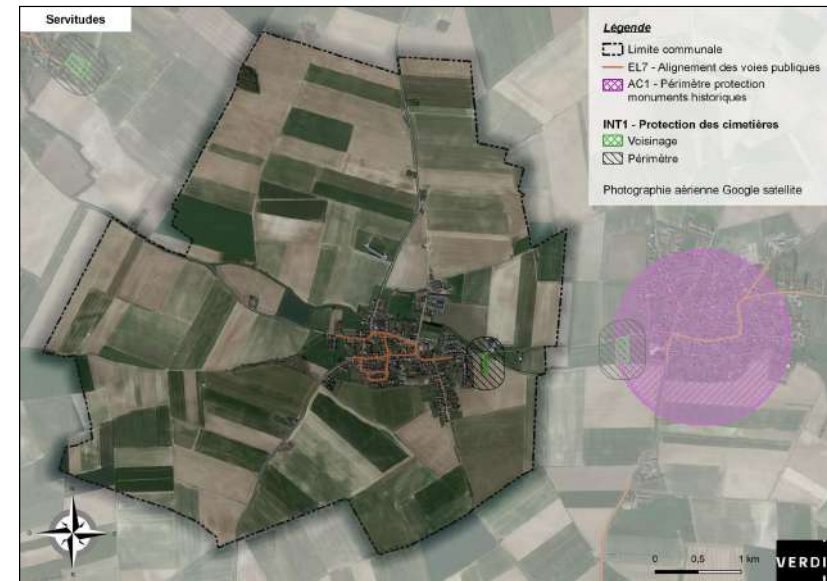 Servitudes
Légende
Limite communale
EL7 - Alignement des voies publiques
AC1 - Périmètre protection
monuments historiques
INT1 - Protection des cimetières
Voisinage
Périmètre
Photographie aérienne Google satellite
0 0,5 1 km
VERDI